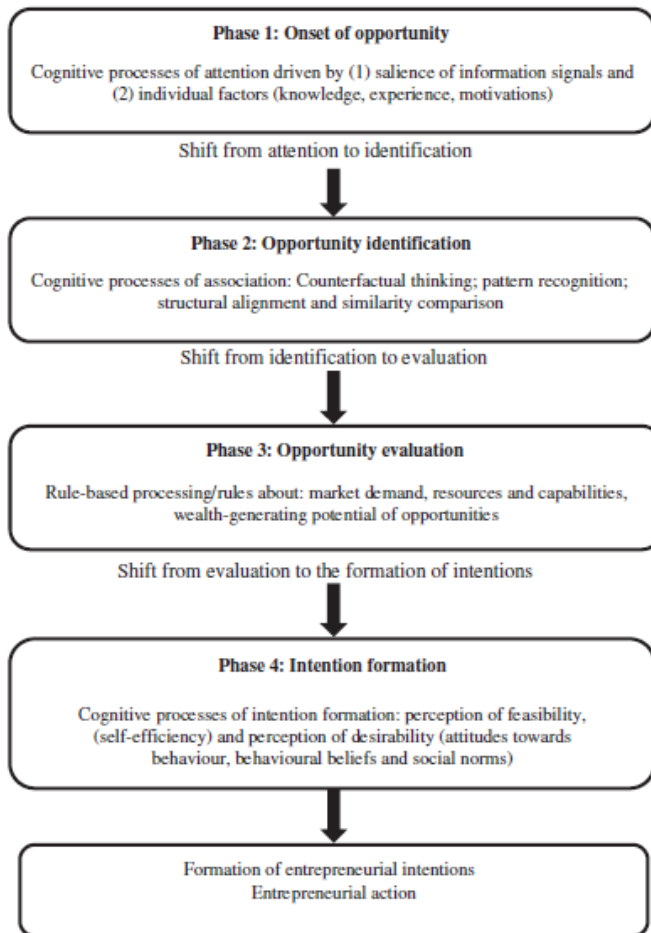 Phase 1: Onset of opportunity
Cognitive processes of attention driven by (1) salience of information signals and
(2) individual factors (knowledge, experience, motivations)
Shift from attention to identification
Phase 2: Opportunity identification
Cognitive processes of association: Counterfactual thinking; pattern recognition;
structural alignment and similarity comparison
Shift from identification to evaluation
Phase 3: Opportunity evaluation
Rule-based processing/rules about: market demand, resources and capabilities,
wealth-generating potential of opportunities
Shift from evaluation to the formation of intentions
Phase 4: Intention formation
Cognitive processes of intention formation: perception of feasibility,
(self-efficiency) and perception of desirability (attitudes towards
behaviour, behavioural beliefs and social norms)
Formation of entrepreneurial intentions
Entrepreneurial action